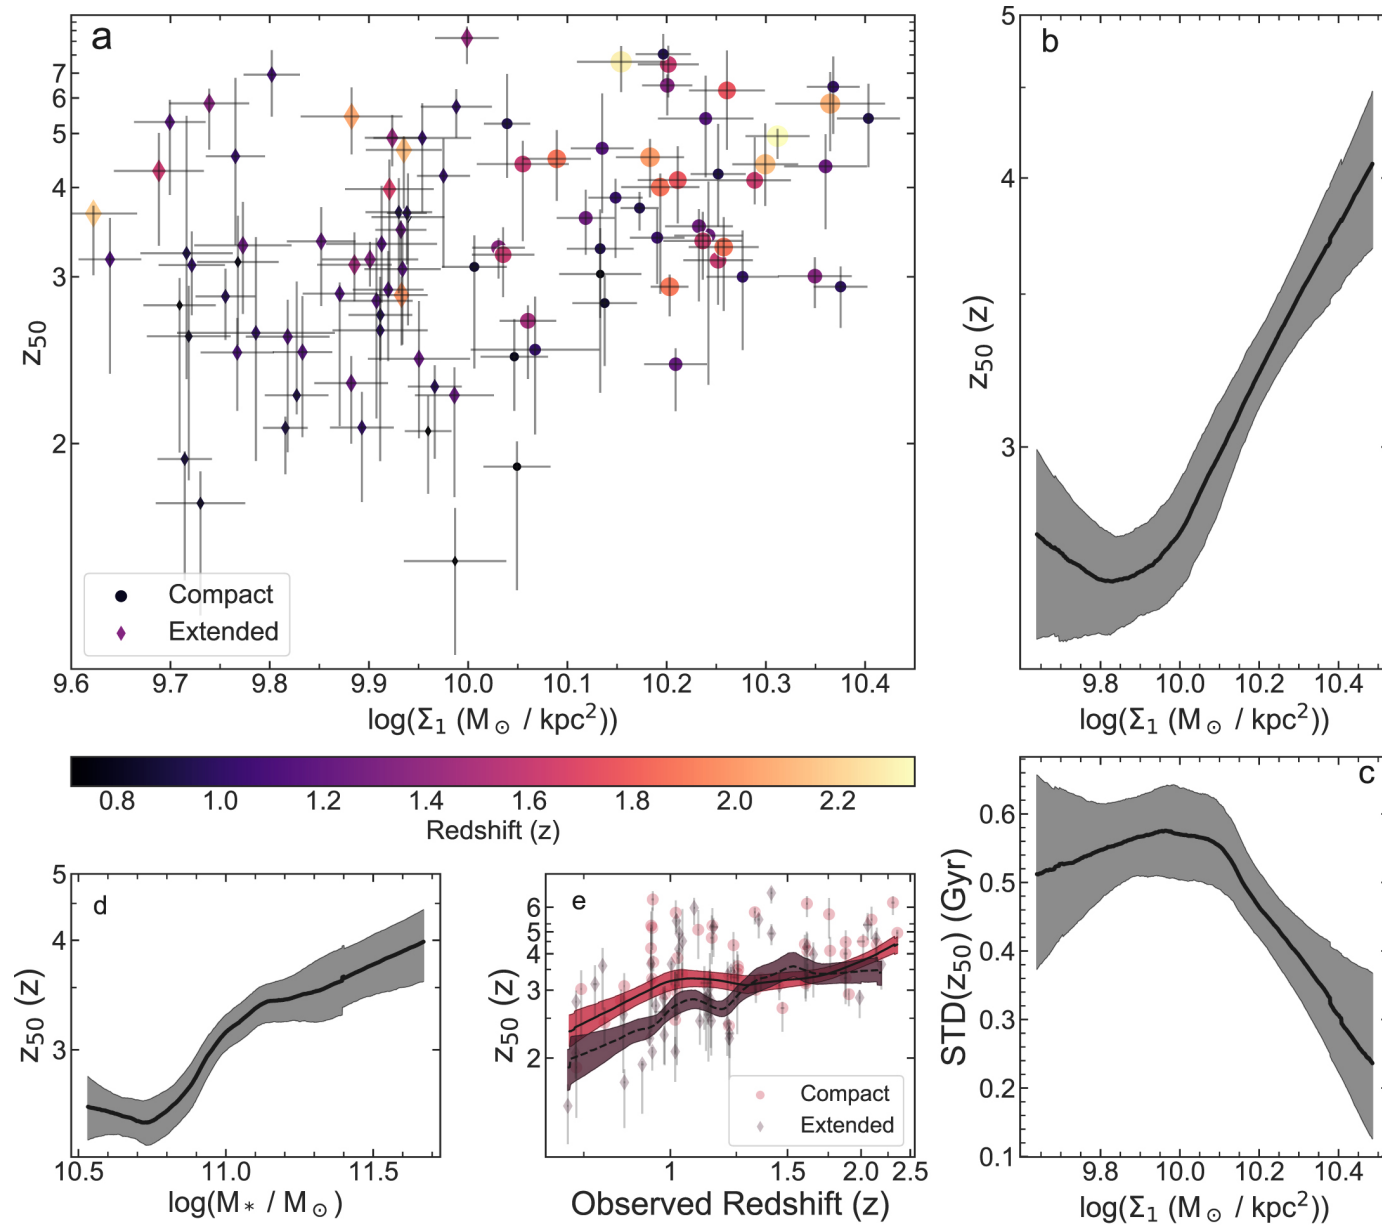 a
7
6
5
4
3
2
z50
Compact
Extended
9.6 9.7 9.8 9.9 10.0 10.1 10.2 10.3 10.4
log(Σ1 (M⊙ / kpc2))
b
5
4
3
z50 (z)
9.8 10.0 10.2 10.4
log(Σ1 (M⊙ / kpc2))
0.8 1.0 1.2 1.4 1.6 1.8 2.0 2.2
Redshift (z)
c
0.6
0.5
0.4
0.3
0.2
0.1
STD(z50) (Gyr)
9.8 10.0 10.2 10.4
log(Σ1 (M⊙ / kpc2))
d
5
4
3
z50 (z)
10.5 11.0 11.5
log(M* / M⊙)
e
6
5
4
3
2
z50 (z)
Compact
Extended
1 1.5 2.0 2.5
Observed Redshift (z)